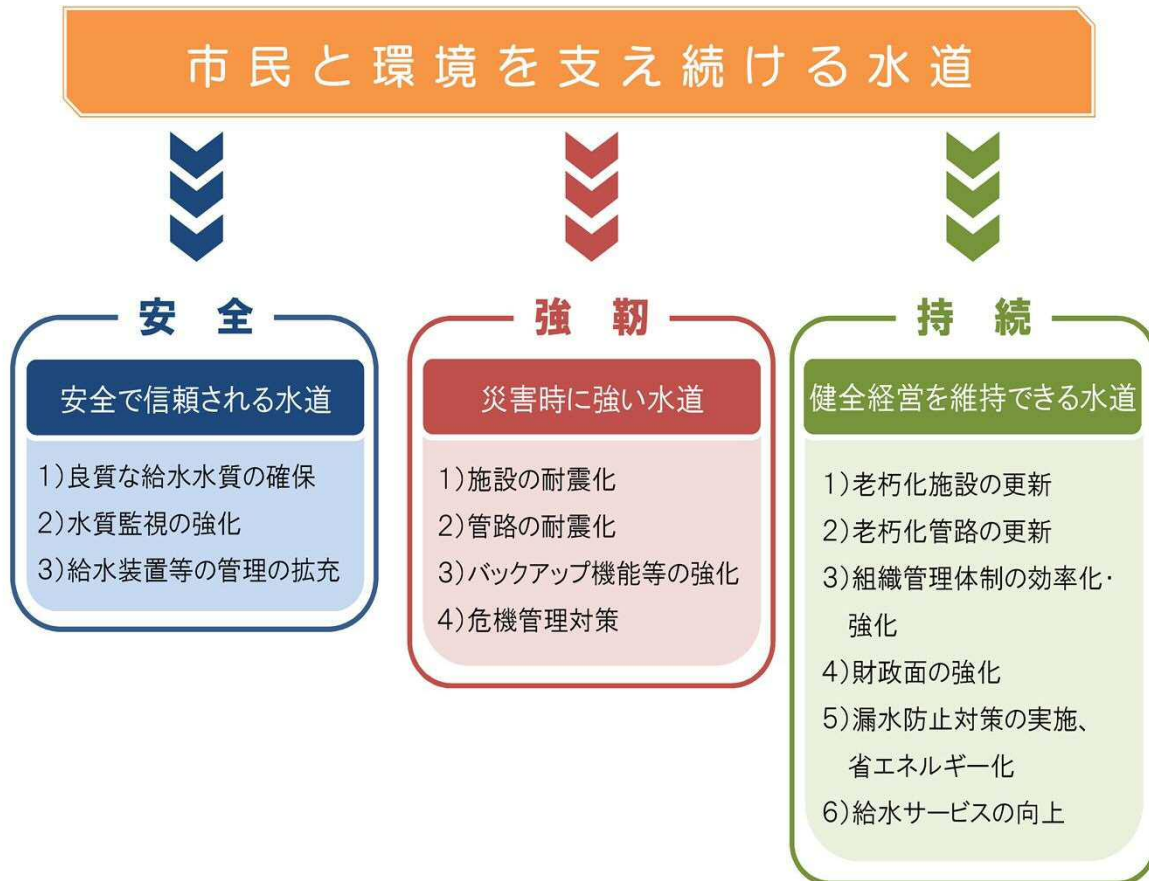 市民と環境を支え続ける水道
安全
安全で信頼される水道
1)良質な給水水質の確保
2)水質監視の強化
3)給水装置等の管理の拡充
強靭
災害時に強い水道
1)施設の耐震化
2)管路の耐震化
3)バックアップ機能等の強化
4)危機管理対策
持続
健全経営を維持できる水道
1)老朽化施設の更新
2)老朽化管路の更新
3)組織管理体制の効率化・
強化
4)財政面の強化
5)漏水防止対策の実施、
省エネルギー化
6)給水サービスの向上